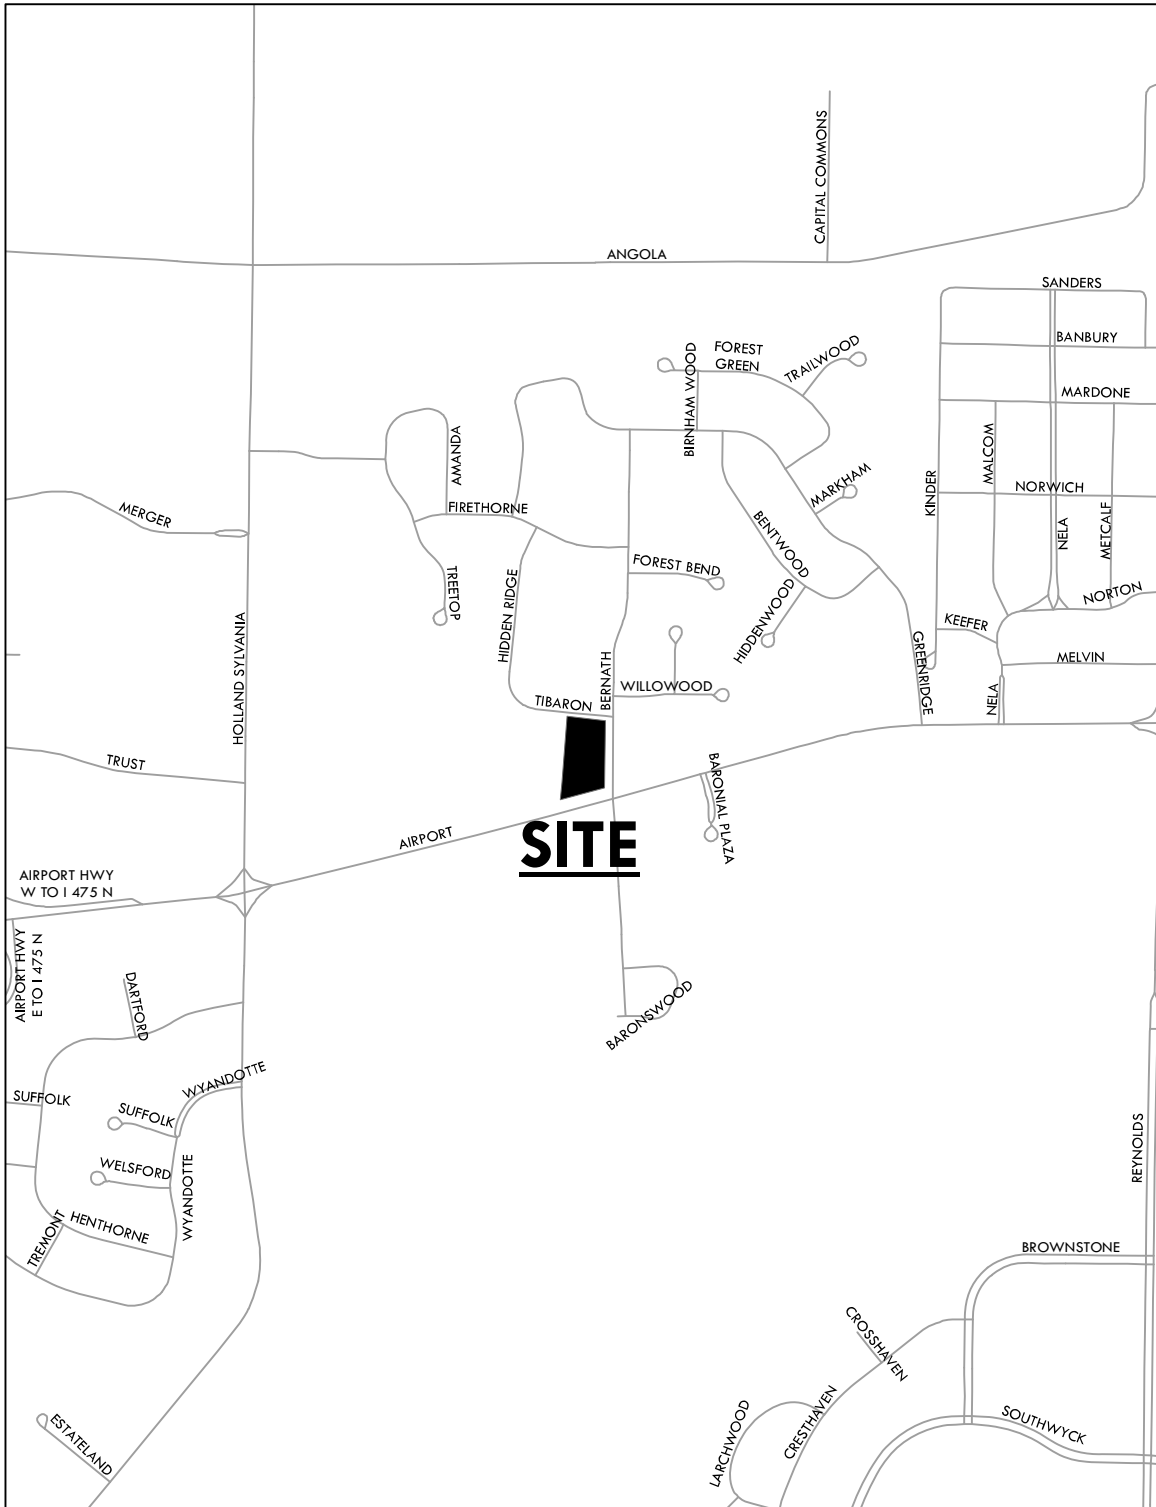 CAPITAL COMMONS
ANGOLA
SANDERS
BANBURY
FOREST
GREEN
TRAILWOOD
BIRNHAM WOOD
MARDONE
AMANDA
MALCOM
MARKHAM
KINDER
NORWICH
MERGER
FIRETHORNE
BENTWOOD
NELA
METCALF
FOREST BEND
TREETOP
HIDDEN RIDGE
HIDDENWOOD
NORTON
KEEFER
HOLLAND SYLVANIA
GREENRIDGE
MELVIN
BERNATH
WILLOWOOD
NELA
TIBARON
TRUST
BARONIAL PLAZA
AIRPORT
SITE
AIRPORT HWY
W TO I 475 N
AIRPORT HWY
E TO I 475 N
DARTFORD
BARONSWOOD
WYANDOTTE
SUFFOLK
SUFFOLK
REYNOLDS
WELSFORD
WYANDOTTE
HENTHORNE
TREMONT
BROWNSTONE
CROSSHAVEN
CRESTHAVEN
LARCHWOOD
SOUTHWYCK
ESTATELAND